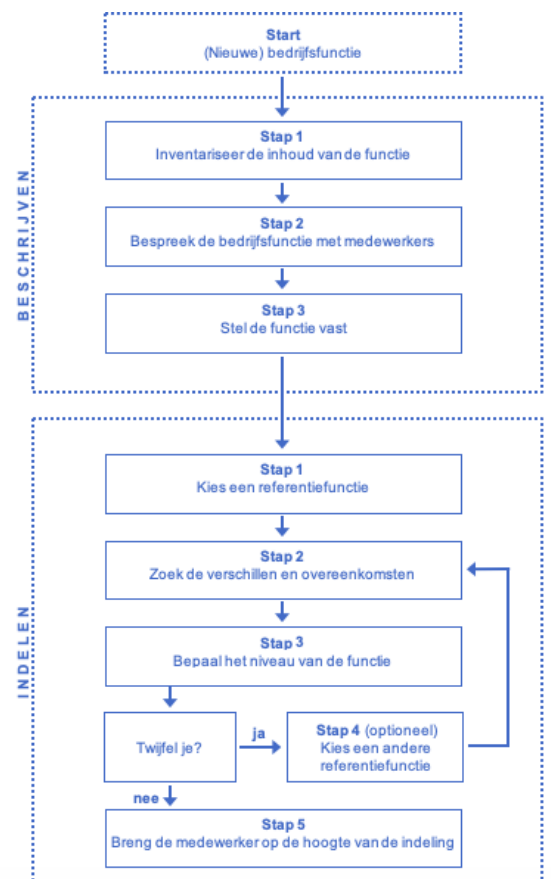 Start
(Nieuwe) bedrijfsfunctie
BESCHRIJVEN
Stap 1
Inventariseer de inhoud van de functie
Stap 2
Bespreek de bedrijfsfunctie met medewerkers
Stap 3
Stel de functie vast
INDELEN
Stap 1
Kies een referentiefunctie
Stap 2
Zoek de verschillen en overeenkomsten
Stap 3
Bepaal het niveau van de functie
Twijfel je?
ja
Stap 4 (optioneel)
Kies een andere
referentiefunctie
nee
Stap 5
Breng de medewerker op de hoogte van de indeling